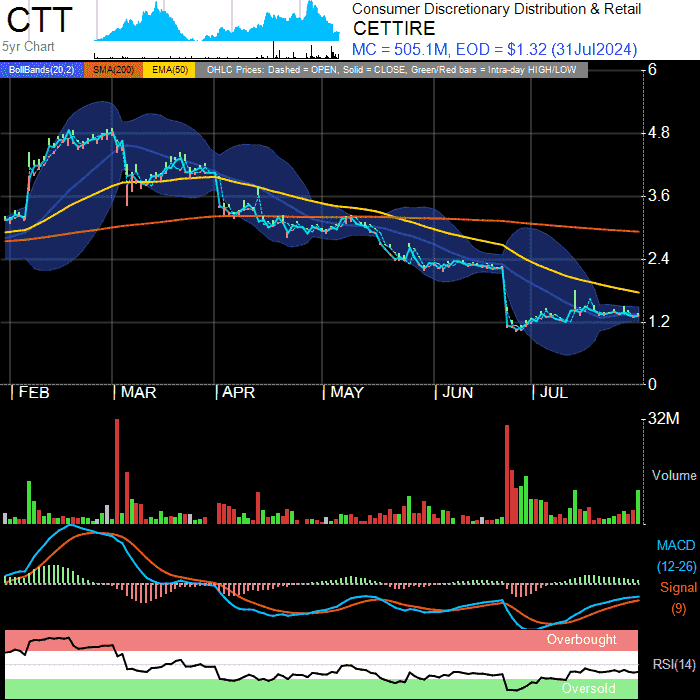 CTT
Consumer Discretionary Distribution & Retail
CETTIRE
5yr Chart
MC = 505.1M, EOD = $1.32 (31Jul2024)
BollBands(20,2) SMA(200) EMA(50) OHLC Prices: Dashed = OPEN, Solid = CLOSE, Green/Red bars = Intra-day HIGH/LOW
6
4.8
3.6
2.4
1.2
0
| FEB | MAR | APR | MAY | JUN | JUL
32M
Volume
MACD
(12-26)
Signal
(9)
Overbought
RSI(14)
Oversold